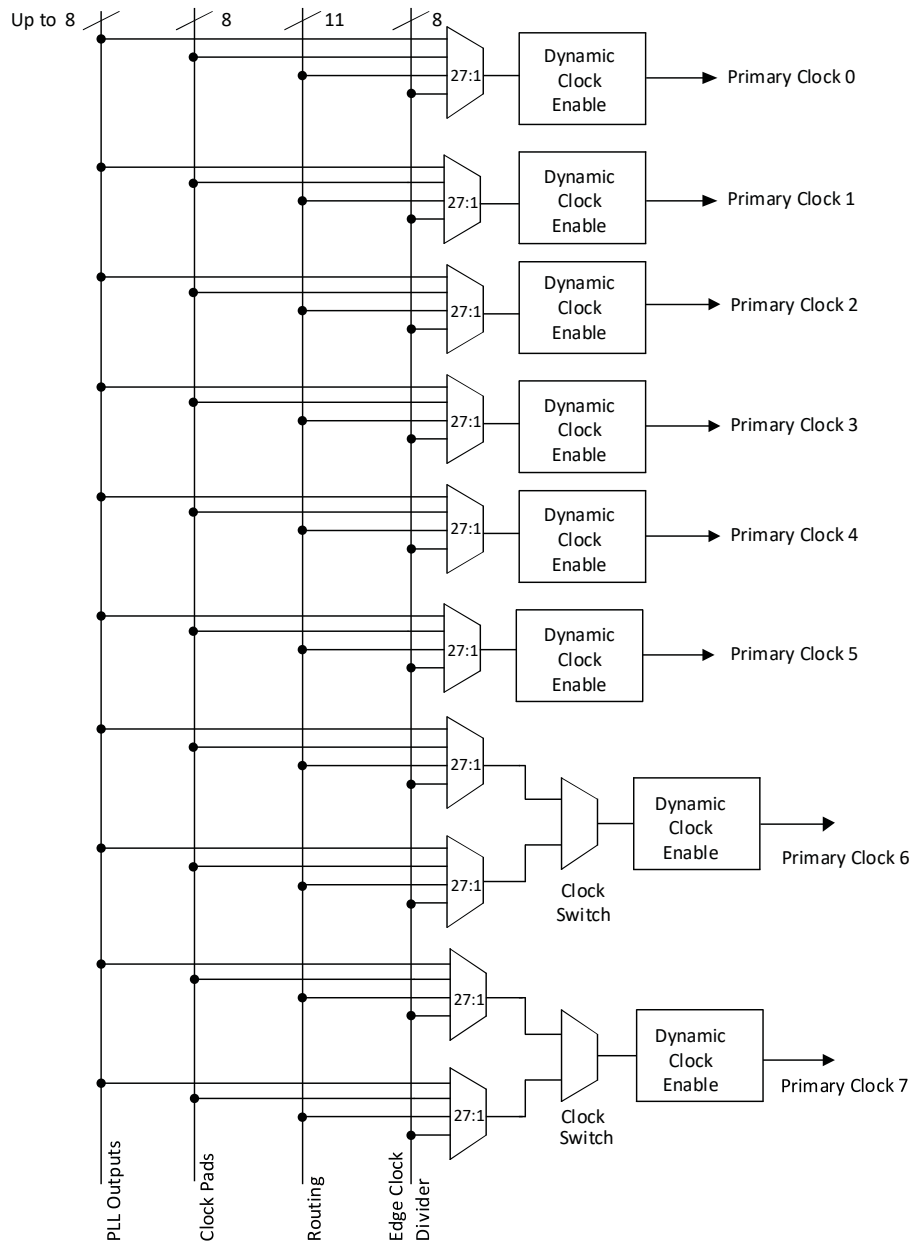 Up to 8
8
11
8
27:1
Dynamic
Clock
Enable
Primary Clock 0
27:1
Dynamic
Clock
Enable
Primary Clock 1
27:1
Dynamic
Clock
Enable
Primary Clock 2
27:1
Dynamic
Clock
Enable
Primary Clock 3
27:1
Dynamic
Clock
Enable
Primary Clock 4
27:1
Dynamic
Clock
Enable
Primary Clock 5
27:1
27:1
Clock
Switch
Dynamic
Clock
Enable
Primary Clock 6
27:1
27:1
Clock
Switch
Dynamic
Clock
Enable
Primary Clock 7
PLL Outputs
Clock Pads
Routing
Edge Clock
Divider